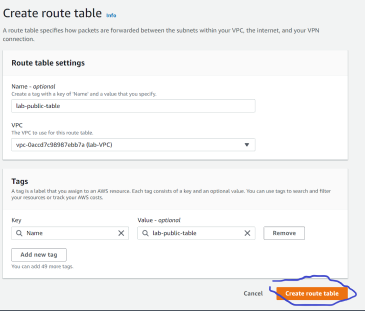 Create route table Info
A route table specifies how packets are forwarded between the subnets within your VPC, the internet, and your VPN
connection.
Route table settings
Name - optional
Create a tag with a key of 'Name' and a value that you specify.
lab-public-table
VPC
The VPC to use for this route table.
vpc-0accd7c98987ebb7a (lab-VPC)
Tags
A tag is a label that you assign to an AWS resource. Each tag consists of a key and an optional value. You can use tags to search and filter
your resources or track your AWS costs.
Key Value - optional
Name lab-public-table Remove
Add new tag
You can add 49 more tags.
Cancel Create route table